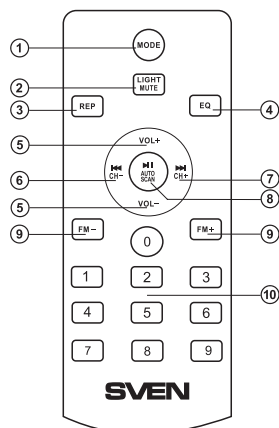 1 MODE
2 LIGHT
MUTE
3 REP EQ 4
5 VOL+
6 CH− AUTO
SCAN CH+ 7
8
5 VOL−
9 FM− 0 FM+ 9
1 2 3
10
4 5 6
7 8 9
SVEN